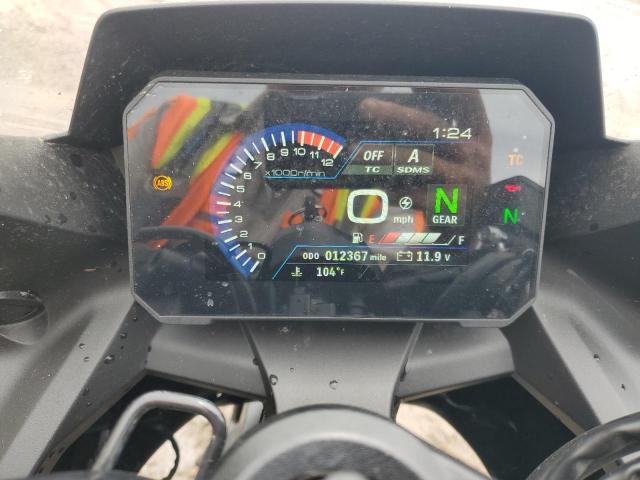 1:24
9 10 11 12
8
7
6
5
4
3
2
1
0
x1000r/min
OFF A
TC SDMS
TC
ABS
0 mph
N
GEAR
N
E F
ODO 012367 mile 11.9 V
104°F